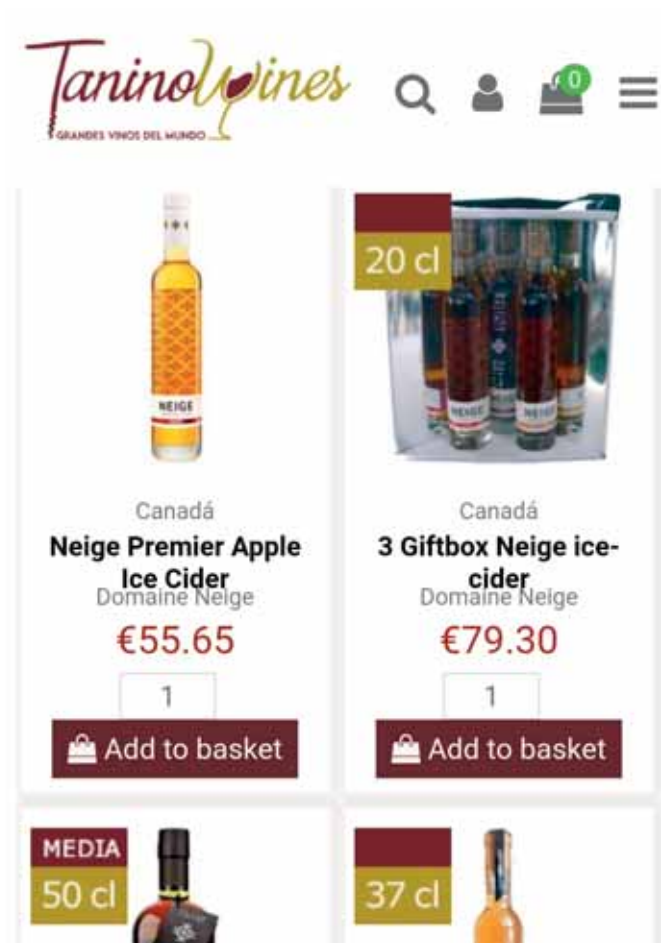 TaninoWines
GRANDES VINOS DEL MUNDO
0
20 cl
NEIGE
NEIGE
NEIGE
Canadá
Neige Premier Apple
Ice Cider
Domaine Neige
€55.65
1
Add to basket
Canadá
3 Giftbox Neige ice-
cider
Domaine Neige
€79.30
1
Add to basket
MEDIA
50 cl
37 cl